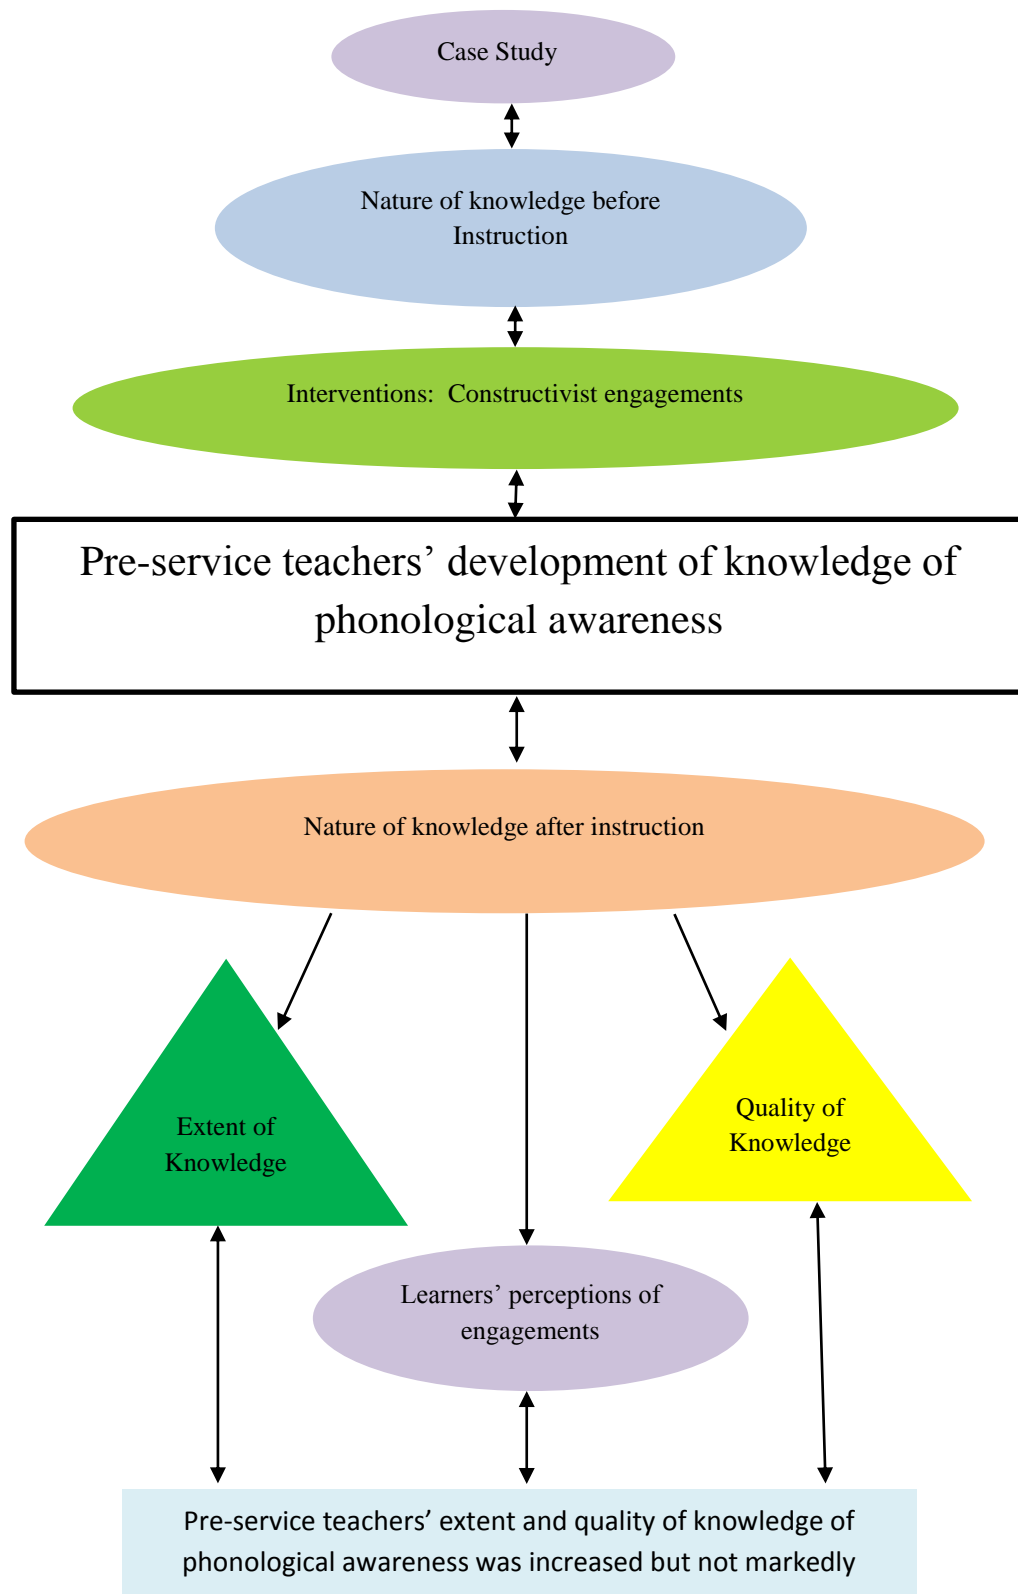 Case Study
Nature of knowledge before
Instruction
Interventions:  Constructivist engagements
Pre-service teachers’ development of knowledge of
phonological awareness
Nature of knowledge after instruction
Extent of
Knowledge
Quality of
Knowledge
Learners’ perceptions of
engagements
Pre-service teachers’ extent and quality of knowledge of
phonological awareness was increased but not markedly